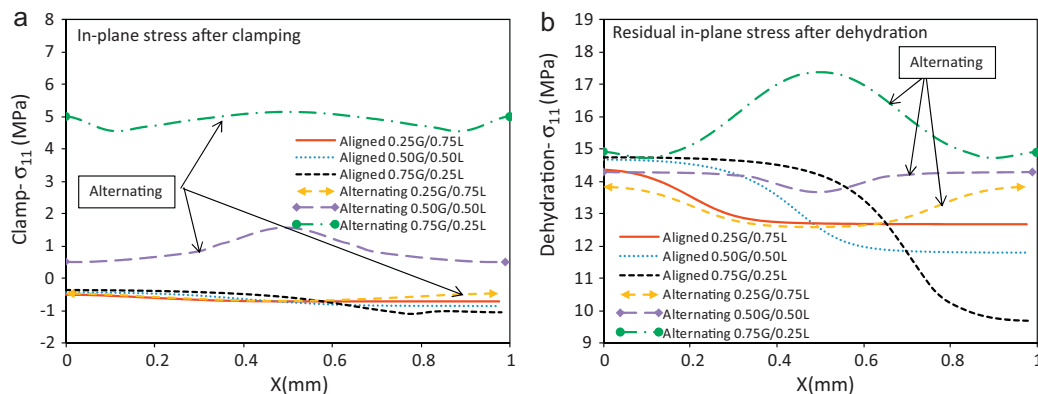 a
In-plane stress after clamping
Clamp- σ11 (MPa)
8
7
6
5
4
3
2
1
0
-1
-2
Alternating
Aligned 0.25G/0.75L
Aligned 0.50G/0.50L
Aligned 0.75G/0.25L
Alternating 0.25G/0.75L
Alternating 0.50G/0.50L
Alternating 0.75G/0.25L
0 0.2 0.4 0.6 0.8 1
X(mm)
b
Residual in-plane stress after dehydration
Dehydration- σ11 (MPa)
19
18
17
16
15
14
13
12
11
10
9
Alternating
Aligned 0.25G/0.75L
Aligned 0.50G/0.50L
Aligned 0.75G/0.25L
Alternating 0.25G/0.75L
Alternating 0.50G/0.50L
Alternating 0.75G/0.25L
0 0.2 0.4 0.6 0.8 1
X(mm)